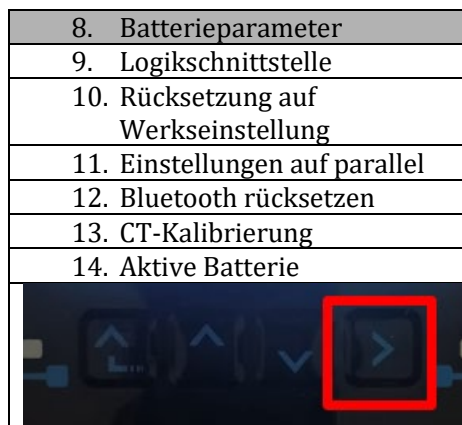 8. Batterieparameter
9. Logikschnittstelle
10. Rücksetzung auf
Werkseinstellung
11. Einstellungen auf parallel
12. Bluetooth rücksetzen
13. CT-Kalibrierung
14. Aktive Batterie